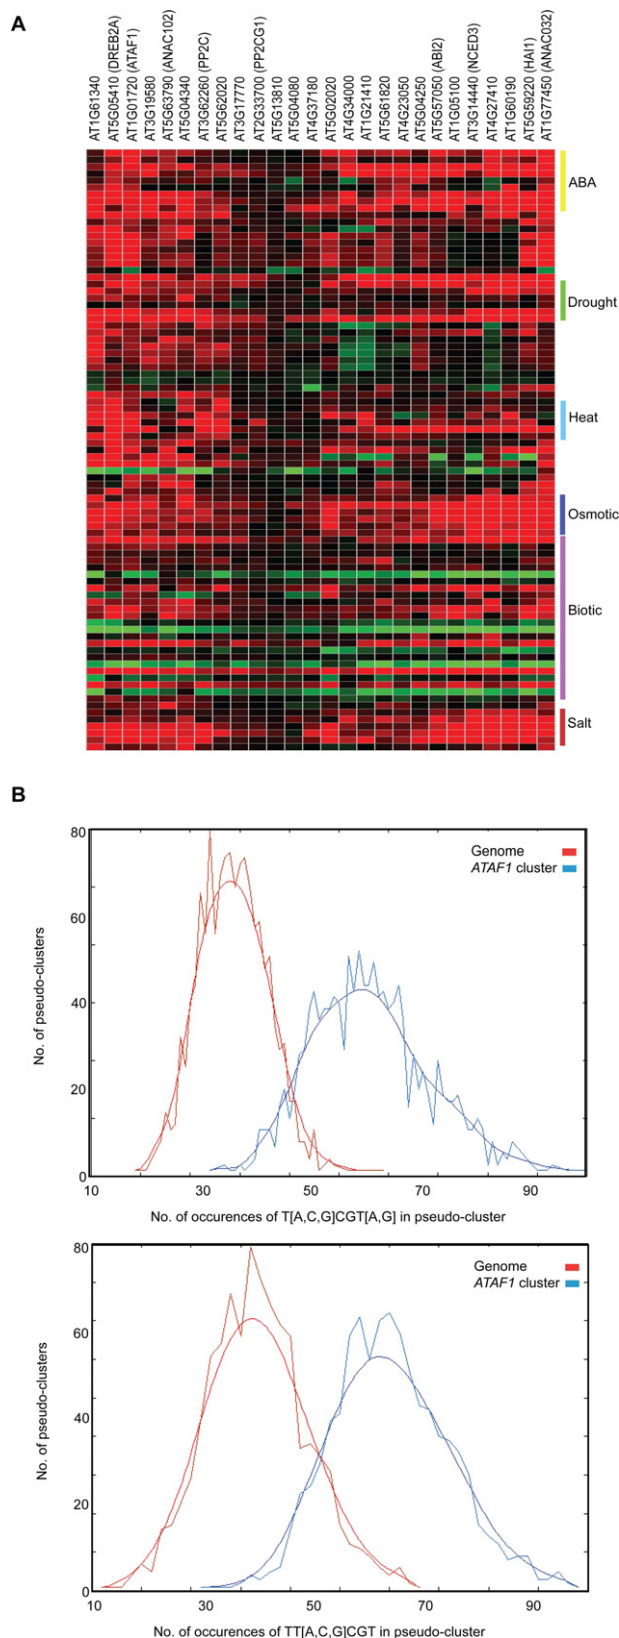 A
AT1G61340
AT5G05410 (DREB2A)
AT1G01720 (ATAF1)
AT3G19580
AT5G63790 (ANAC102)
AT5G04340
AT3G62260 (PP2C)
AT5G62020
AT3G17770
AT2G33700 (PP2CG1)
AT5G13810
AT5G04080
AT4G37180
AT5G02020
AT4G34000
AT1G21410
AT5G61820
AT4G23050
AT5G04250
AT5G57050 (ABI2)
AT1G05100
AT3G14440 (NCED3)
AT4G27410
AT1G60190
AT5G59220 (HAI1)
AT1G77450 (ANAC032)
ABA
Drought
Heat
Osmotic
Biotic
Salt
B
80
60
40
20
0
No. of pseudo-clusters
Genome
ATAF1 cluster
10 30 50 70 90
No. of occurences of T[A,C,G]CGT[A,G] in pseudo-cluster
80
60
40
20
0
No. of pseudo-clusters
Genome
ATAF1 cluster
10 30 50 70 90
No. of occurences of TT[A,C,G]CGT in pseudo-cluster